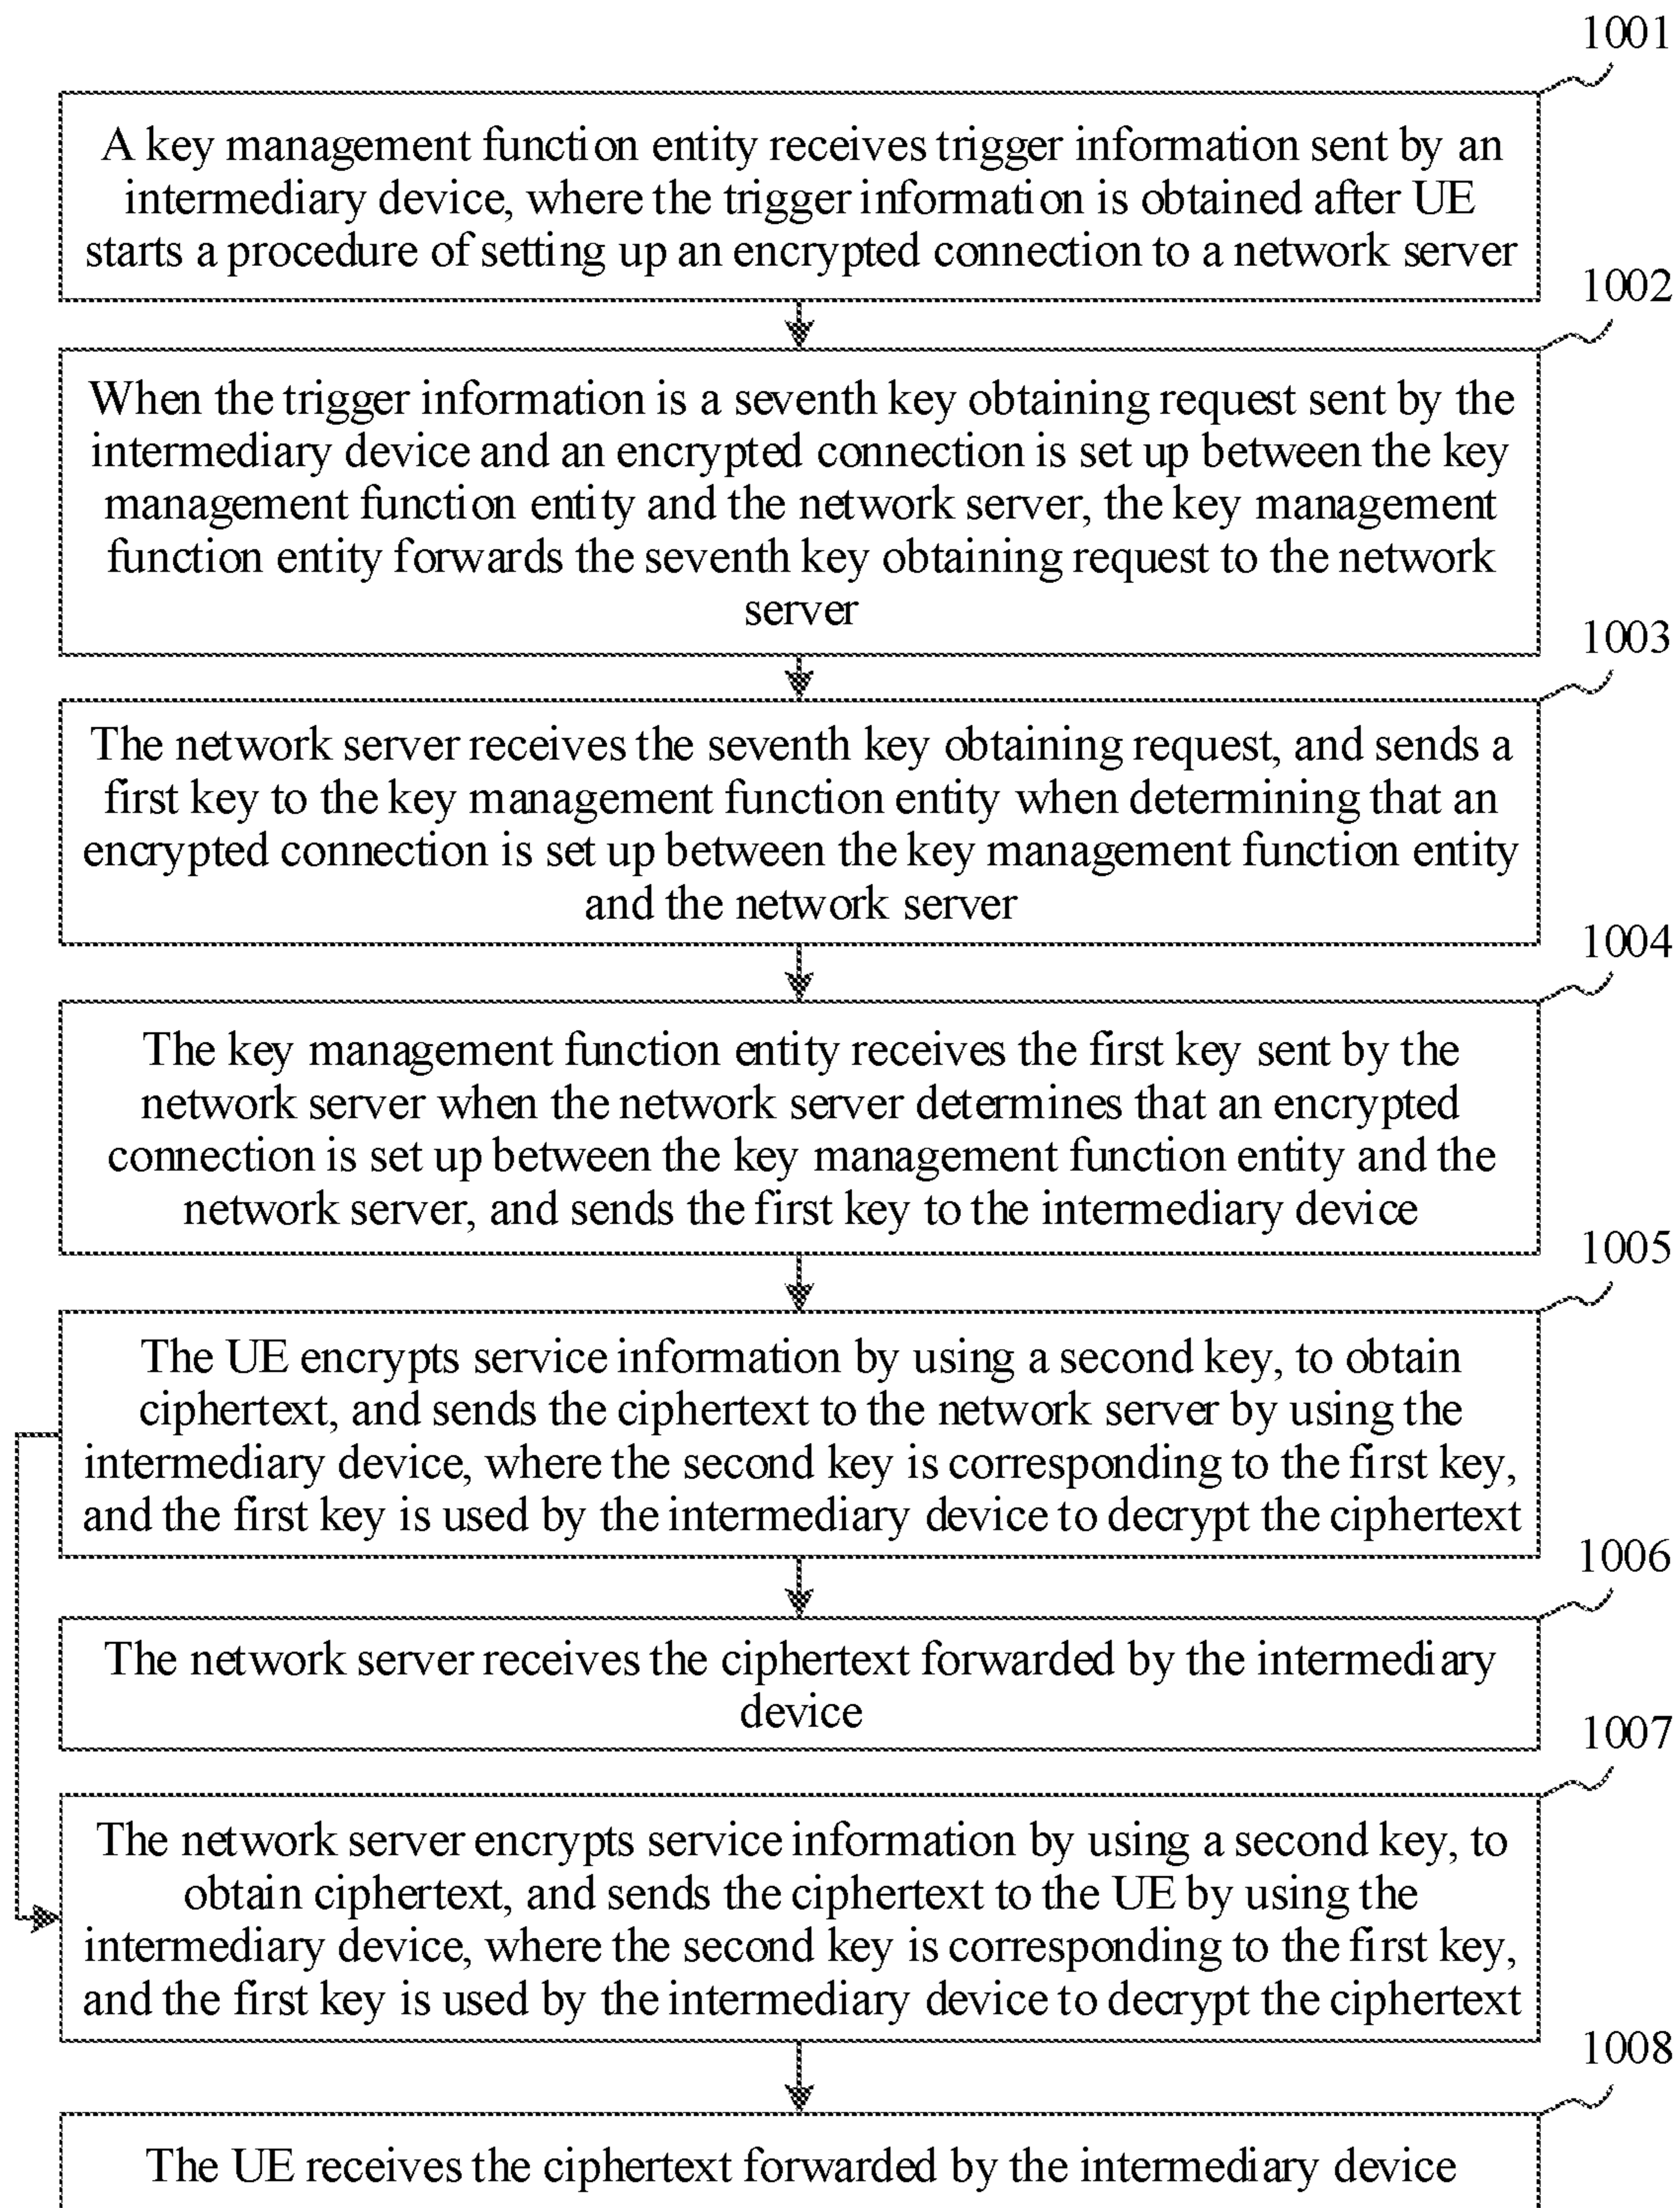 1001
A key management function entity receives trigger information sent by an
intermediary device, where the trigger information is obtained after UE
starts a procedure of setting up an encrypted connection to a network server
1002
When the trigger information is a seventh key obtaining request sent by the
intermediary device and an encrypted connection is set up between the key
management function entity and the network server, the key management
function entity forwards the seventh key obtaining request to the network
server
1003
The network server receives the seventh key obtaining request, and sends a
first key to the key management function entity when determining that an
encrypted connection is set up between the key management function entity
and the network server
1004
The key management function entity receives the first key sent by the
network server when the network server determines that an encrypted
connection is set up between the key management function entity and the
network server, and sends the first key to the intermediary device
1005
The UE encrypts service information by using a second key, to obtain
ciphertext, and sends the ciphertext to the network server by using the
intermediary device, where the second key is corresponding to the first key,
and the first key is used by the intermediary device to decrypt the ciphertext
1006
The network server receives the ciphertext forwarded by the intermediary
device
1007
The network server encrypts service information by using a second key, to
obtain ciphertext, and sends the ciphertext to the UE by using the
intermediary device, where the second key is corresponding to the first key,
and the first key is used by the intermediary device to decrypt the ciphertext
1008
The UE receives the ciphertext forwarded by the intermediary device